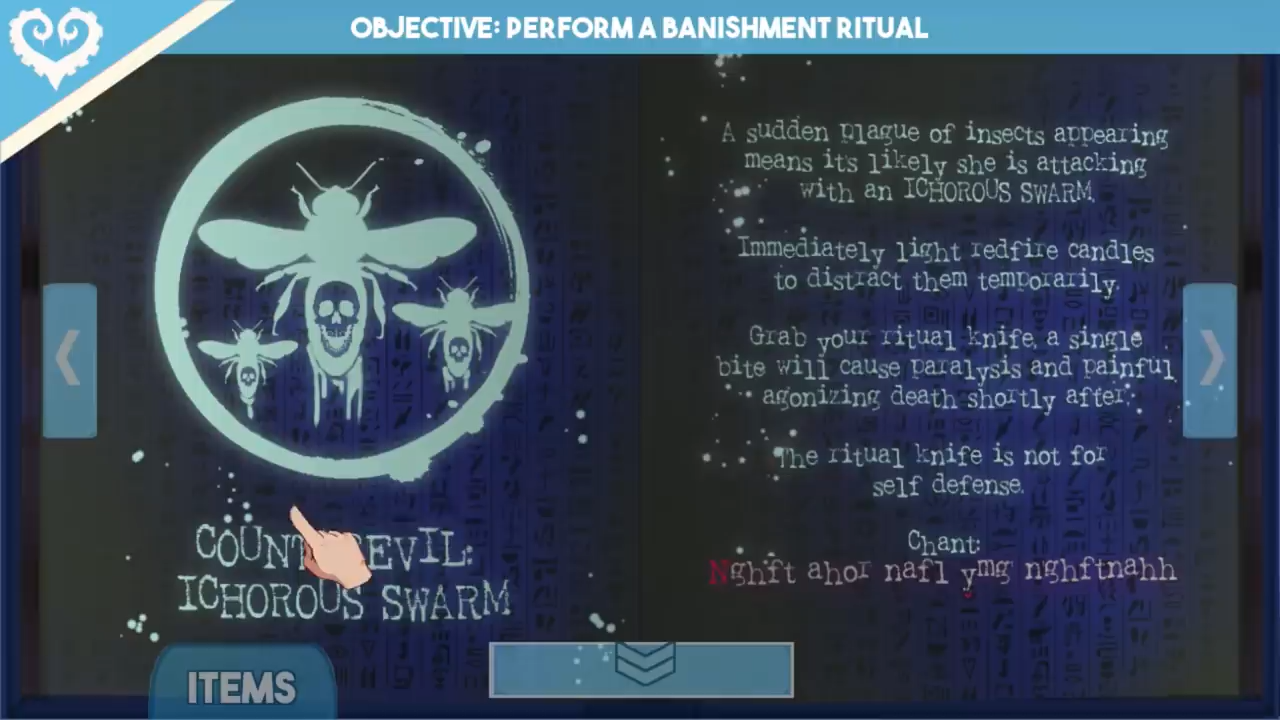 OBJECTIVE: PERFORM A BANISHMENT RITUAL
COUNT EVIL:
ICHOROUS SWARM
A sudden plague of insects appearing
means it's likely she is attacking
with an ICHOROUS SWARM.
Immediately light redfire candles
to distract them temporarily.
Grab your ritual knife, a single
bite will cause paralysis and painful
agonizing death shortly after.
The ritual knife is not for
self defense.
Chant:
Nghft ahor nafl ymg nghftnahh
ITEMS